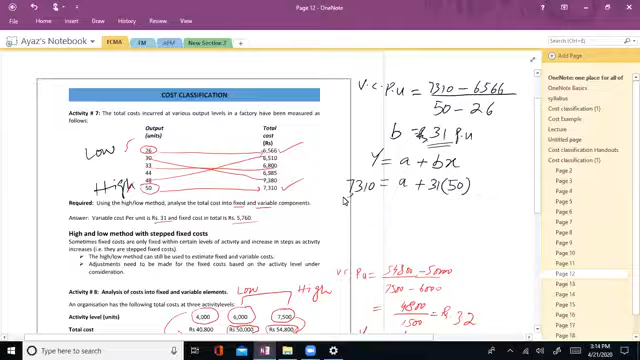 Page 12 - OneNote
File Home Insert Draw History Review View
Ayaz's Notebook FCMA FM AFM New Section 2
COST CLASSIFICATION
Activity # 7: The total costs incurred at various output levels in a factory have been measured as follows:
Output (units) Total cost (Rs)
Low 26 6,566
30 6,510
33 6,800
44 6,985
48 7,380
High 50 7,310
Required: Using the high/low method, analyse the total cost into fixed and variable components.
Answer: Variable Cost Per Unit is Rs. 31 and fixed cost in total is Rs. 5,760.
High and low method with stepped fixed costs
Sometimes fixed costs are only fixed within certain levels of activity and increase in steps as activity increases (i.e. they are stepped fixed costs).
The high/low method can still be used to estimate fixed and variable costs.
Adjustments need to be made for the fixed costs based on the activity level under consideration.
Low High
Activity # 8: Analysis of costs into fixed and variable elements.
An organisation has the following total costs at three activity levels:
Activity level (units): 4,000 6,000 7,500
Total cost Rs 40,800 Rs 50,000 Rs 54,800
V.C P.U = 7310 - 6566
50 - 26
b = Rs 31 P.U
Y = a + bx
7310 = a + 31(50)
V.C PU = 54800 - 50000
7500 - 6000
= 4800
1500 = Rs 32
Add Page
OneNote: one place for all of
OneNote Basics
syllabus
Cost classification (1)
Cost Example
Cost classification
Untitled page
Cost classification Handouts
Page 2
Page 3
Page 4
Page 5
Page 6
Page 7
Page 8
Page 9
Page 10
Page 11
Page 12
Page 13
Page 14
Page 15
Page 16
Page 17
Page 18
Type here to search
3:14 PM
4/21/2020